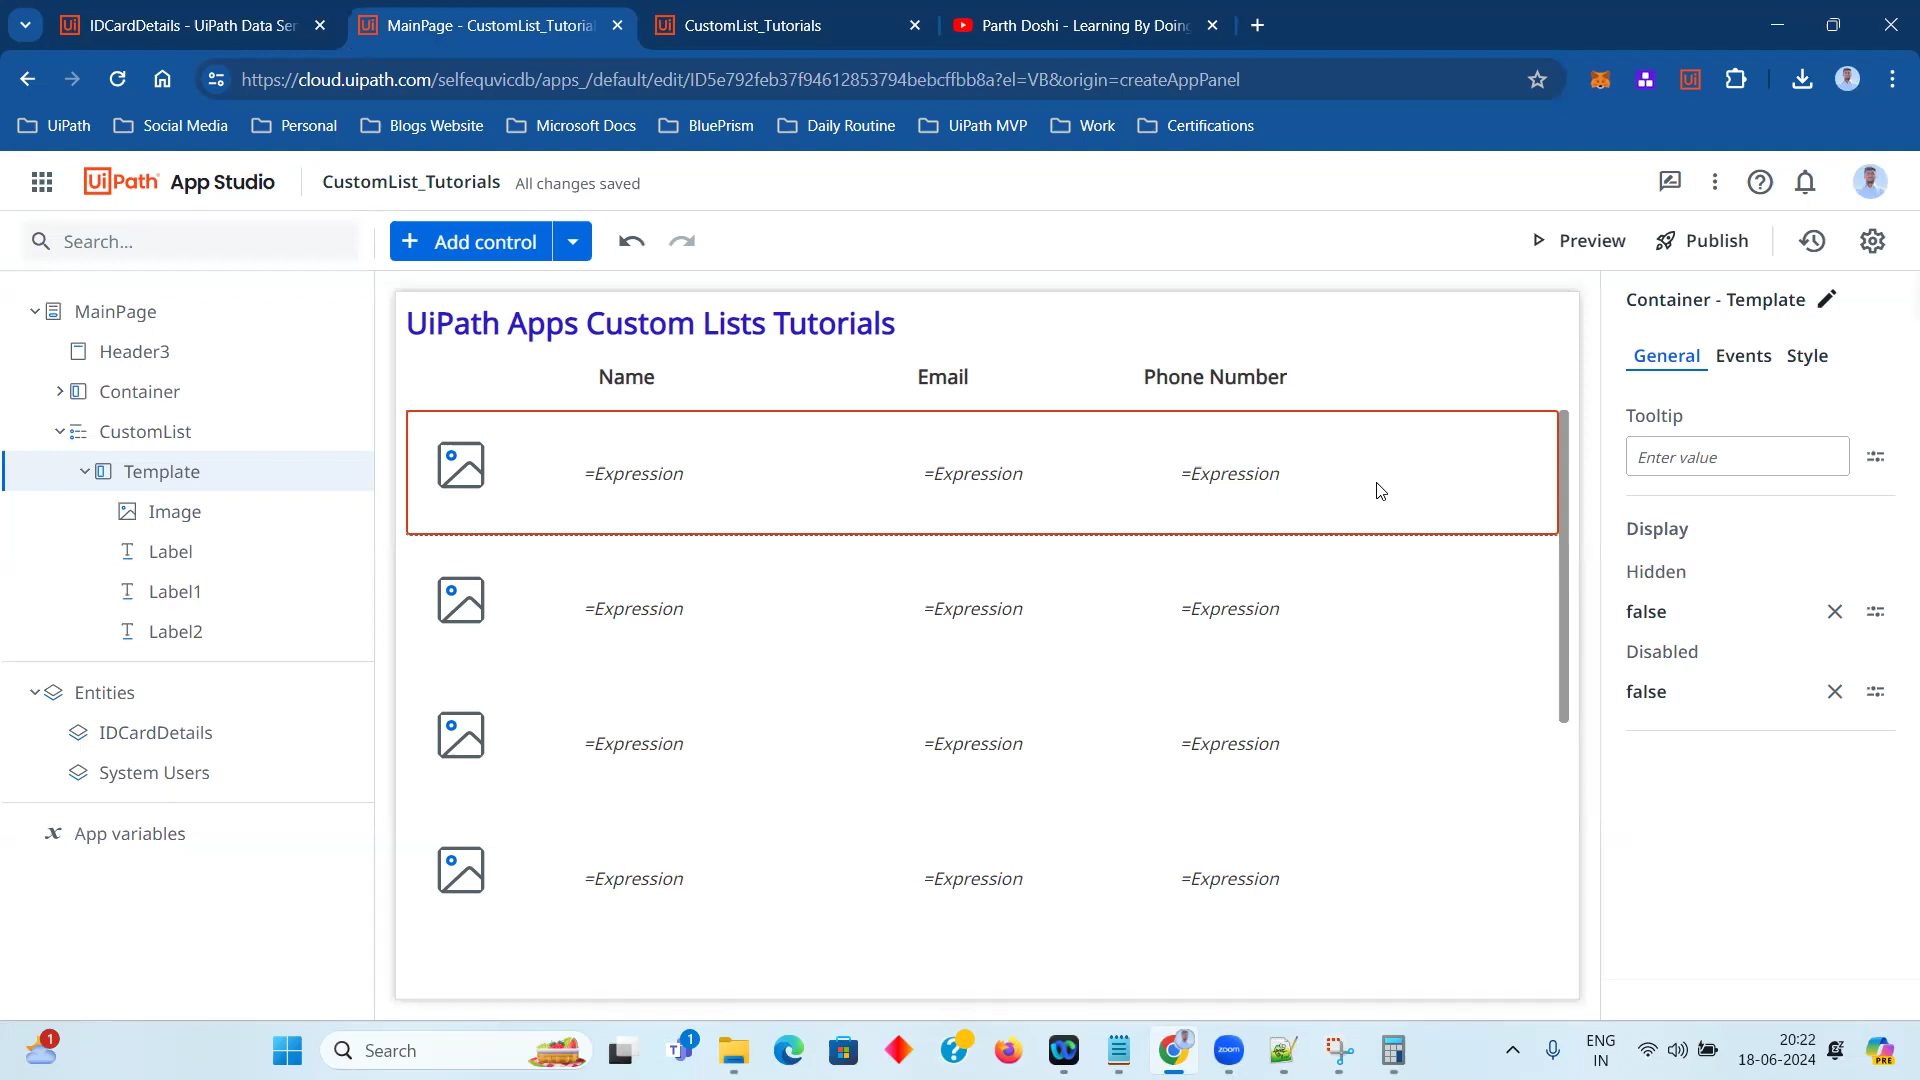 IDCardDetails - UiPath Data Ser
MainPage - CustomList_Tutorial
CustomList_Tutorials
Parth Doshi - Learning By Doing
https://cloud.uipath.com/selfequvicdb/apps_/default/edit/ID5e792feb37f94612853794bebcffbb8a?el=VB&origin=createAppPanel
UiPath
Social Media
Personal
Blogs Website
Microsoft Docs
BluePrism
Daily Routine
UiPath MVP
Work
Certifications
UiPath App Studio
CustomList_Tutorials
All changes saved
Search...
Add control
Preview
Publish
MainPage
Header3
Container
CustomList
Template
Image
Label
Label1
Label2
Entities
IDCardDetails
System Users
App variables
UiPath Apps Custom Lists Tutorials
Name Email Phone Number
=Expression =Expression =Expression
=Expression =Expression =Expression
=Expression =Expression =Expression
=Expression =Expression =Expression
Container - Template
General Events Style
Tooltip
Enter value
Display
Hidden
false
Disabled
false
1
Search
1
zoom
ENG
IN
20:22
18-06-2024
PRE